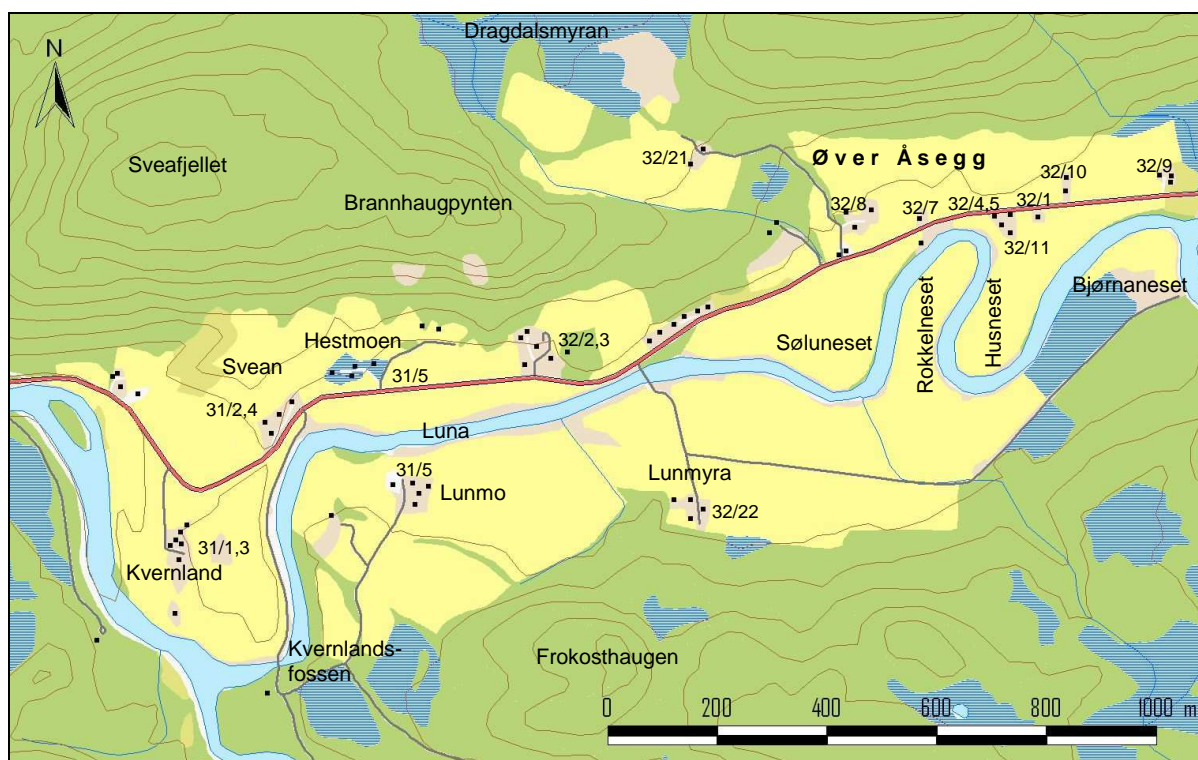 Dragdalsmyran
N
32/21
Øver Åsegg
32/10
32/9
Sveafjellet
Brannhaugpynten
32/8
32/7
32/4,5
32/1
32/11
Bjørnaneset
Rokkelneset
Husneset
Søluneset
Hestmoen
32/2,3
Svean
31/5
31/2,4
Luna
31/5
Lunmo
Lunmyra
32/22
31/1,3
Kvernland
Kvernlands-
fossen
Frokosthaugen
0 200 400 600 800 1000 m